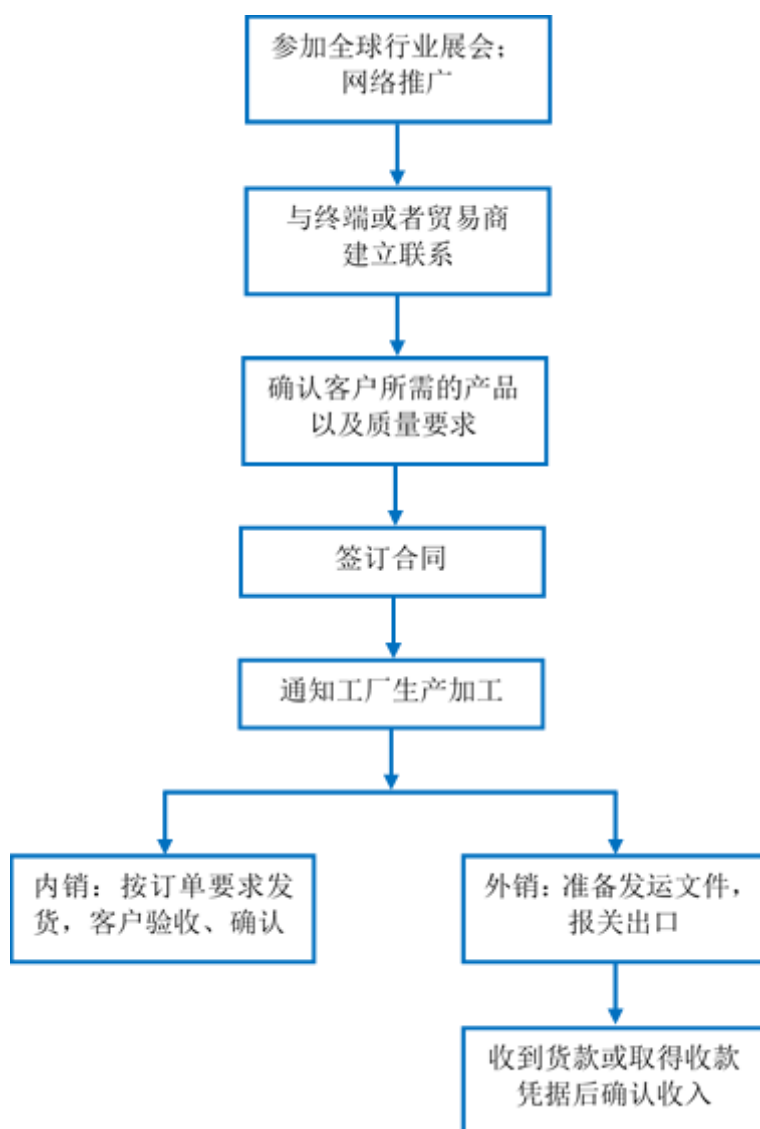 参加全球行业展会;
网络推广
与终端或者贸易商
建立联系
确认客户所需的产品
以及质量要求
签订合同
通知工厂生产加工
内销:按订单要求发
货,客户验收、确认
外销:准备发运文件,
报关出口
收到货款或取得收款
凭据后确认收入